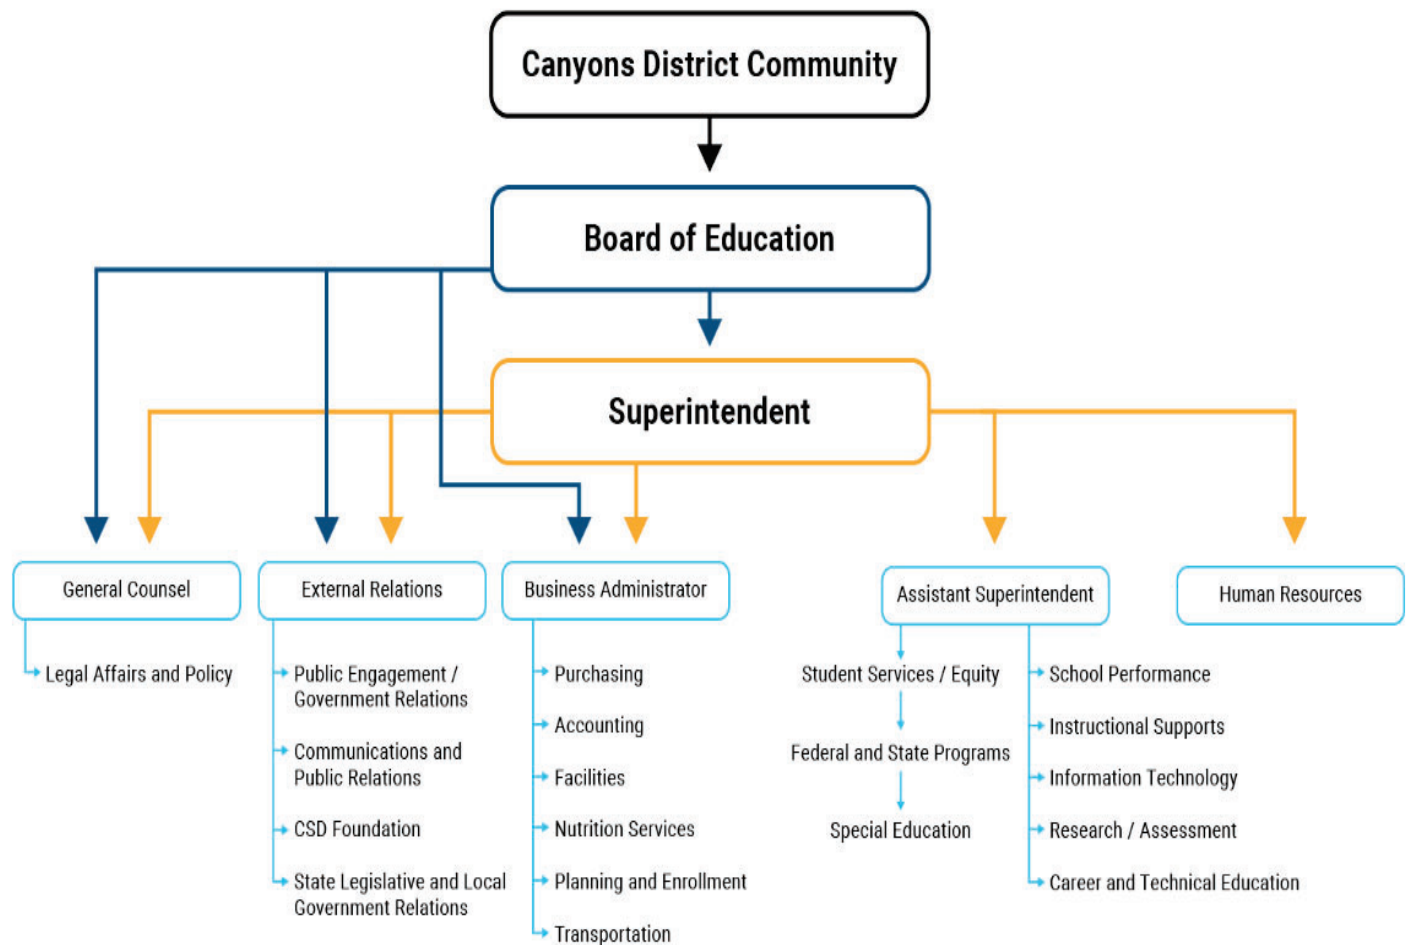 Canyons District Community
Board of Education
Superintendent
General Counsel
Legal Affairs and Policy
External Relations
Public Engagement /
Government Relations
Communications and
Public Relations
CSD Foundation
State Legislative and Local
Government Relations
Business Administrator
Purchasing
Accounting
Facilities
Nutrition Services
Planning and Enrollment
Transportation
Assistant Superintendent
Student Services / Equity
Federal and State Programs
Special Education
School Performance
Instructional Supports
Information Technology
Research / Assessment
Career and Technical Education
Human Resources